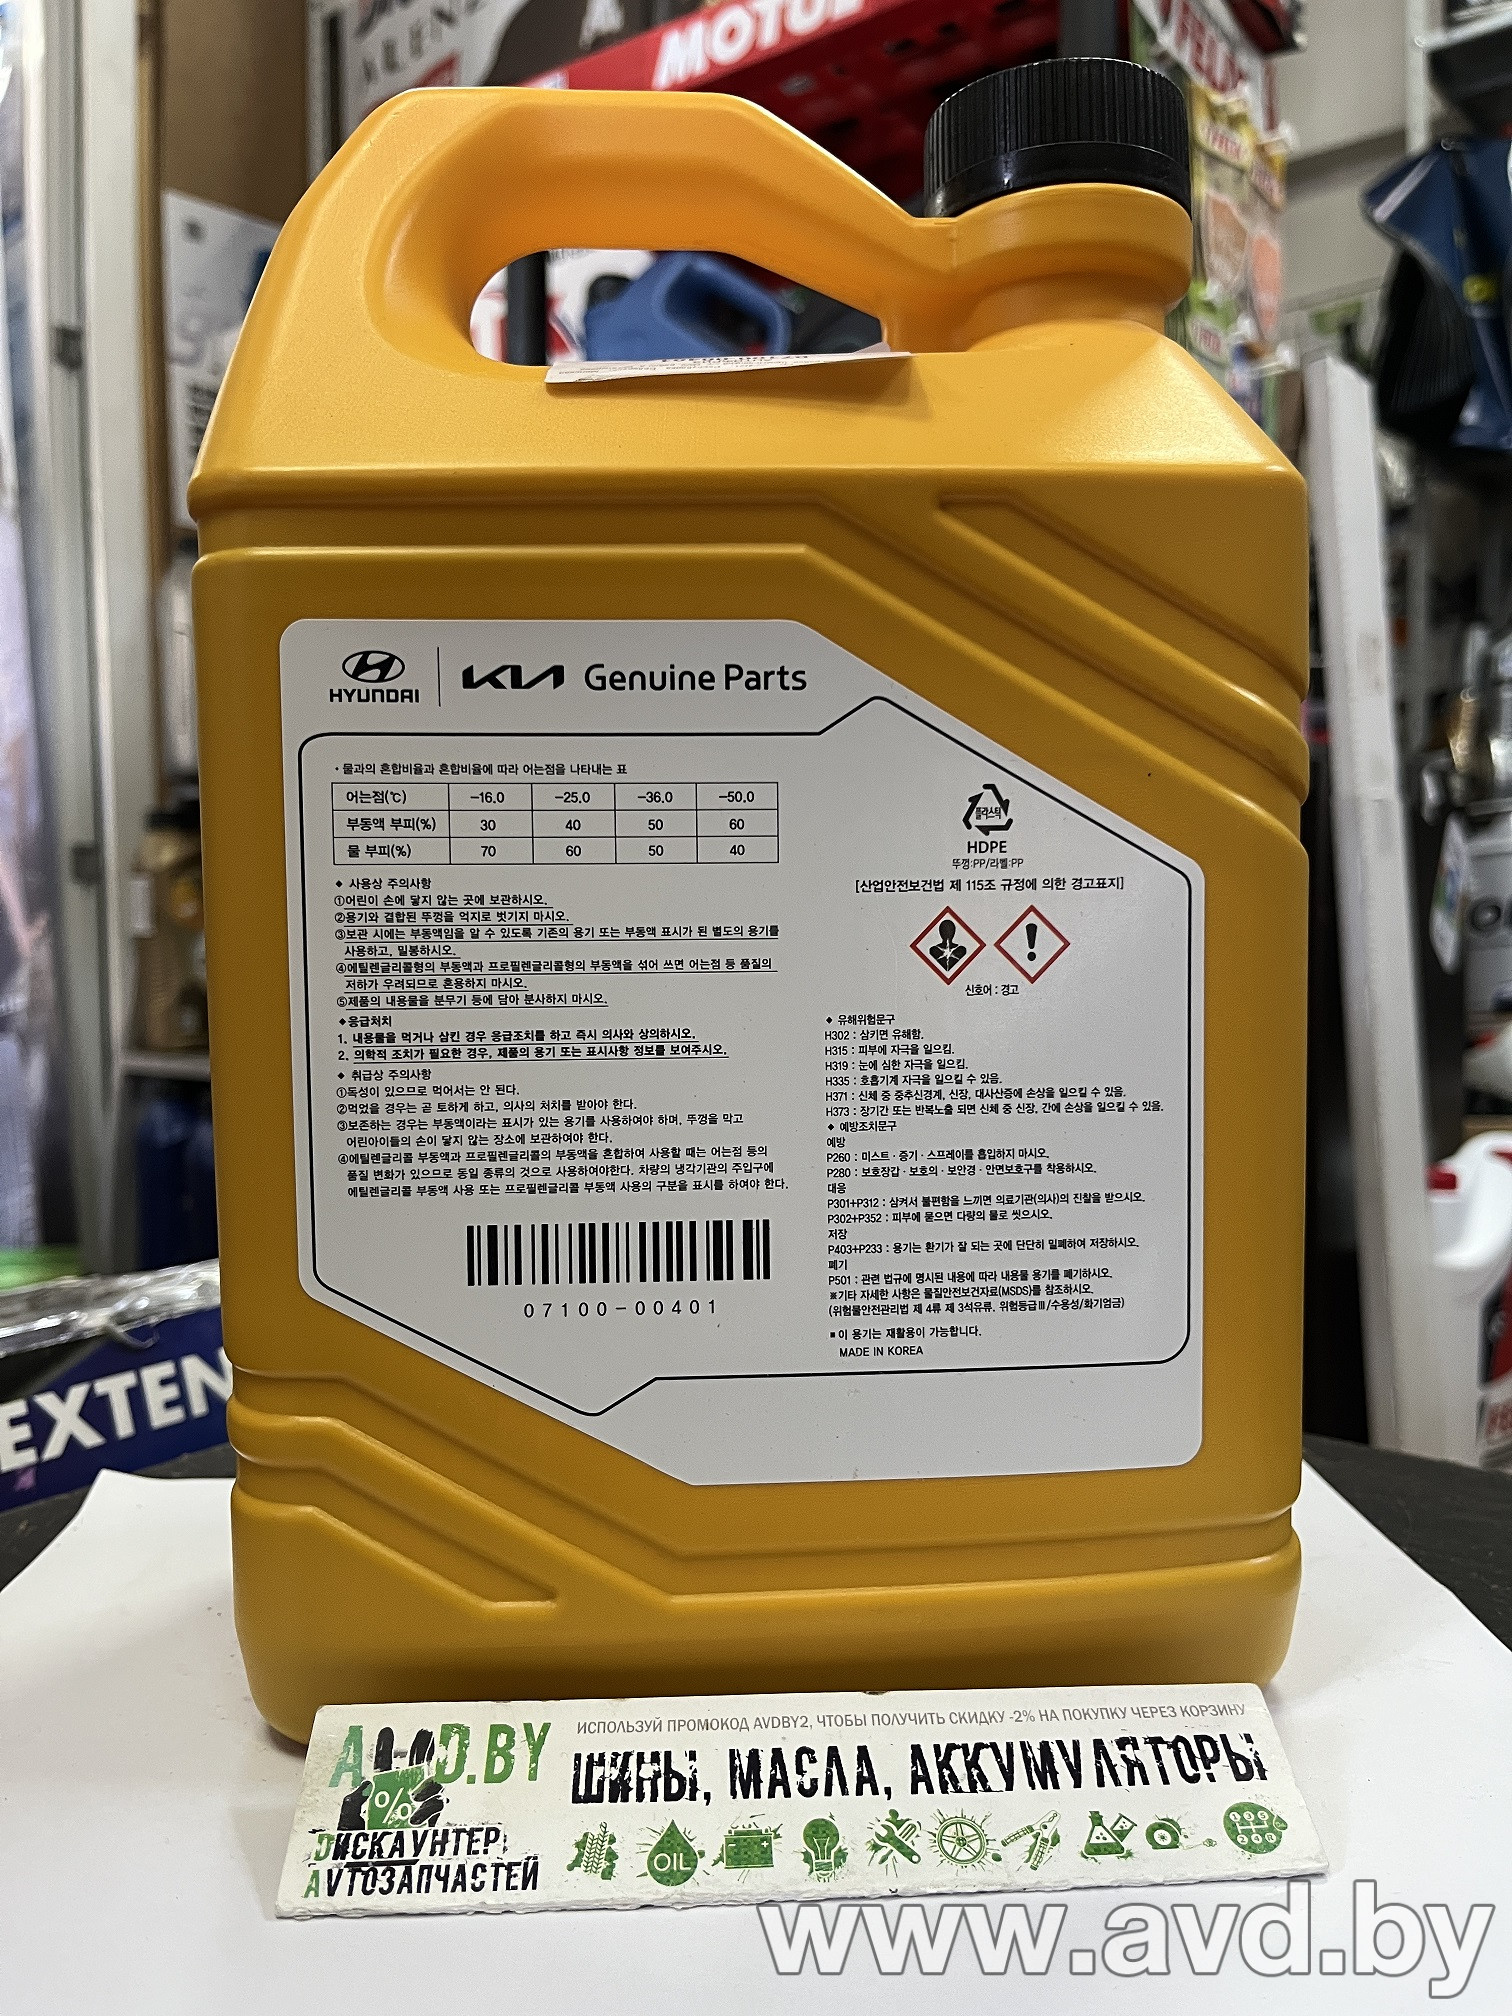 MOTUL
HYUNDAI
KIA Genuine Parts
• 물과의 혼합비율과 혼합비율에 따라 어는점을 나타내는 표
어는점(℃) -16.0 -25.0 -36.0 -50.0
부동액 부피(%) 30 40 50 60
물 부피(%) 70 60 50 40
◆ 사용상 주의사항
①어린이 손에 닿지 않는 곳에 보관하시오.
②용기와 결합된 뚜껑을 억지로 벗기지 마시오.
③보관 시에는 부동액임을 알 수 있도록 기존의 용기 또는 부동액 표시가 된 별도의 용기를
사용하고, 밀봉하시오.
④에틸렌글리콜형의 부동액과 프로필렌글리콜형의 부동액을 섞어 쓰면 어는점 등 품질의
저하가 우려되므로 혼용하지 마시오.
⑤제품의 내용물을 분무기 등에 담아 분사하지 마시오.
◆응급처치
1. 내용물을 먹거나 삼킨 경우 응급조치를 하고 즉시 의사와 상의하시오.
2. 의학적 조치가 필요한 경우, 제품의 용기 또는 표시사항 정보를 보여주시오.
◆ 취급상 주의사항
①독성이 있으므로 먹어서는 안 된다.
②먹었을 경우는 곧 토하게 하고, 의사의 처치를 받아야 한다.
③보존하는 경우는 부동액이라는 표시가 있는 용기를 사용하여야 하며, 뚜껑을 막고
어린아이들의 손이 닿지 않는 장소에 보관하여야 한다.
④에틸렌글리콜 부동액과 프로필렌글리콜의 부동액을 혼합하여 사용할 때는 어는점 등의
품질 변화가 있으므로 동일 종류의 것으로 사용하여야한다. 차량의 냉각기관의 주입구에
에틸렌글리콜 부동액 사용 또는 프로필렌글리콜 부동액 사용의 구분을 표시를 하여야 한다.
07100-00401
플라스틱
HDPE
뚜껑:PP/라벨:PP
[산업안전보건법 제 115조 규정에 의한 경고표지]
신호어 : 경고
◆ 유해위험문구
H302 : 삼키면 유해함.
H315 : 피부에 자극을 일으킴.
H319 : 눈에 심한 자극을 일으킴.
H335 : 호흡기계 자극을 일으킬 수 있음.
H371 : 신체 중 중추신경계, 신장, 대사산증에 손상을 일으킬 수 있음.
H373 : 장기간 또는 반복노출 되면 신체 중 신장, 간에 손상을 일으킬 수 있음.
◆ 예방조치문구
예방
P260 : 미스트 · 증기 · 스프레이를 흡입하지 마시오.
P280 : 보호장갑 · 보호의 · 보안경 · 안면보호구를 착용하시오.
대응
P301+P312 : 삼켜서 불편함을 느끼면 의료기관(의사)의 진찰을 받으시오.
P302+P352 : 피부에 묻으면 다량의 물로 씻으시오.
저장
P403+P233 : 용기는 환기가 잘 되는 곳에 단단히 밀폐하여 저장하시오.
폐기
P501 : 관련 법규에 명시된 내용에 따라 내용물 용기를 폐기하시오.
※기타 자세한 사항은 물질안전보건자료(MSDS)를 참조하시오.
(위험물안전관리법 제 4류 제 3석유류, 위험등급Ⅲ/수용성/화기엄금)
■ 이 용기는 재활용이 가능합니다.
MADE IN KOREA
EXTEN
AVD.BY
%
DИСКАУНТЕР
AVТОЗАПЧАСТЕЙ
ИСПОЛЬЗУЙ ПРОМОКОД AVDBY2, ЧТОБЫ ПОЛУЧИТЬ СКИДКУ -2% НА ПОКУПКУ ЧЕРЕЗ КОРЗИНУ
ШИНЫ, МАСЛА, АККУМУЛЯТОРЫ
OIL
1 3 5
2 4 R
www.avd.by